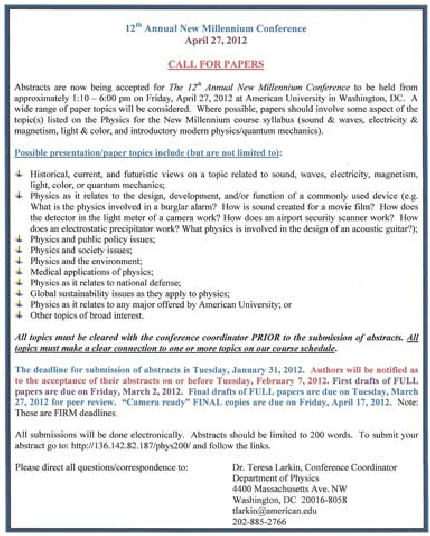 12th Annual New Millennium Conference
April 27, 2012
CALL FOR PAPERS
Abstracts are now being accepted for The 12th Annual New Millennium Conference to be held from
approximately 1:10 – 6:00 pm on Friday, April 27, 2012 at American University in Washington, DC. A
wide range of paper topics will be considered. Where possible, papers should involve some aspect of the
topic(s) listed on the Physics for the New Millennium course syllabus (sound & waves, electricity &
magnetism, light & color, and introductory modern physics/quantum mechanics).
Possible presentation/paper topics include (but are not limited to):
Historical, current, and futuristic views on a topic related to sound, waves, electricity, magnetism,
light, color, or quantum mechanics;
Physics as it relates to the design, development, and/or function of a commonly used device (e.g.
What is the physics involved in a burglar alarm? How is sound created for a movie film? How does
the detector in the light meter of a camera work? How does an airport security scanner work? How
does an electrostatic precipitator work? What physics is involved in the design of an acoustic guitar?);
Physics and public policy issues;
Physics and society issues;
Physics and the environment;
Medical applications of physics;
Physics as it relates to national defense;
Global sustainability issues as they apply to physics;
Physics as it relates to any major offered by American University; or
Other topics of broad interest.
All topics must be cleared with the conference coordinator PRIOR to the submission of abstracts. All
topics must make a clear connection to one or more topics on our course schedule.
The deadline for submission of abstracts is Tuesday, January 31, 2012. Authors will be notified as
to the acceptance of their abstracts on or before Tuesday, February 7, 2012. First drafts of FULL
papers are due on Friday, March 2, 2012. Final drafts of FULL papers are due on Tuesday, March
27, 2012 for peer review. "Camera ready" FINAL copies are due on Friday, April 17, 2012. Note:
These are FIRM deadlines.
All submissions will be done electronically. Abstracts should be limited to 200 words. To submit your
abstract go to: http://136.142.82.187/phys200/ and follow the links.
Please direct all questions/correspondence to:
Dr. Teresa Larkin, Conference Coordinator
Department of Physics
4400 Massachusetts Ave. NW
Washington, DC 20016-8058
tlarkin@american.edu
202-885-2766